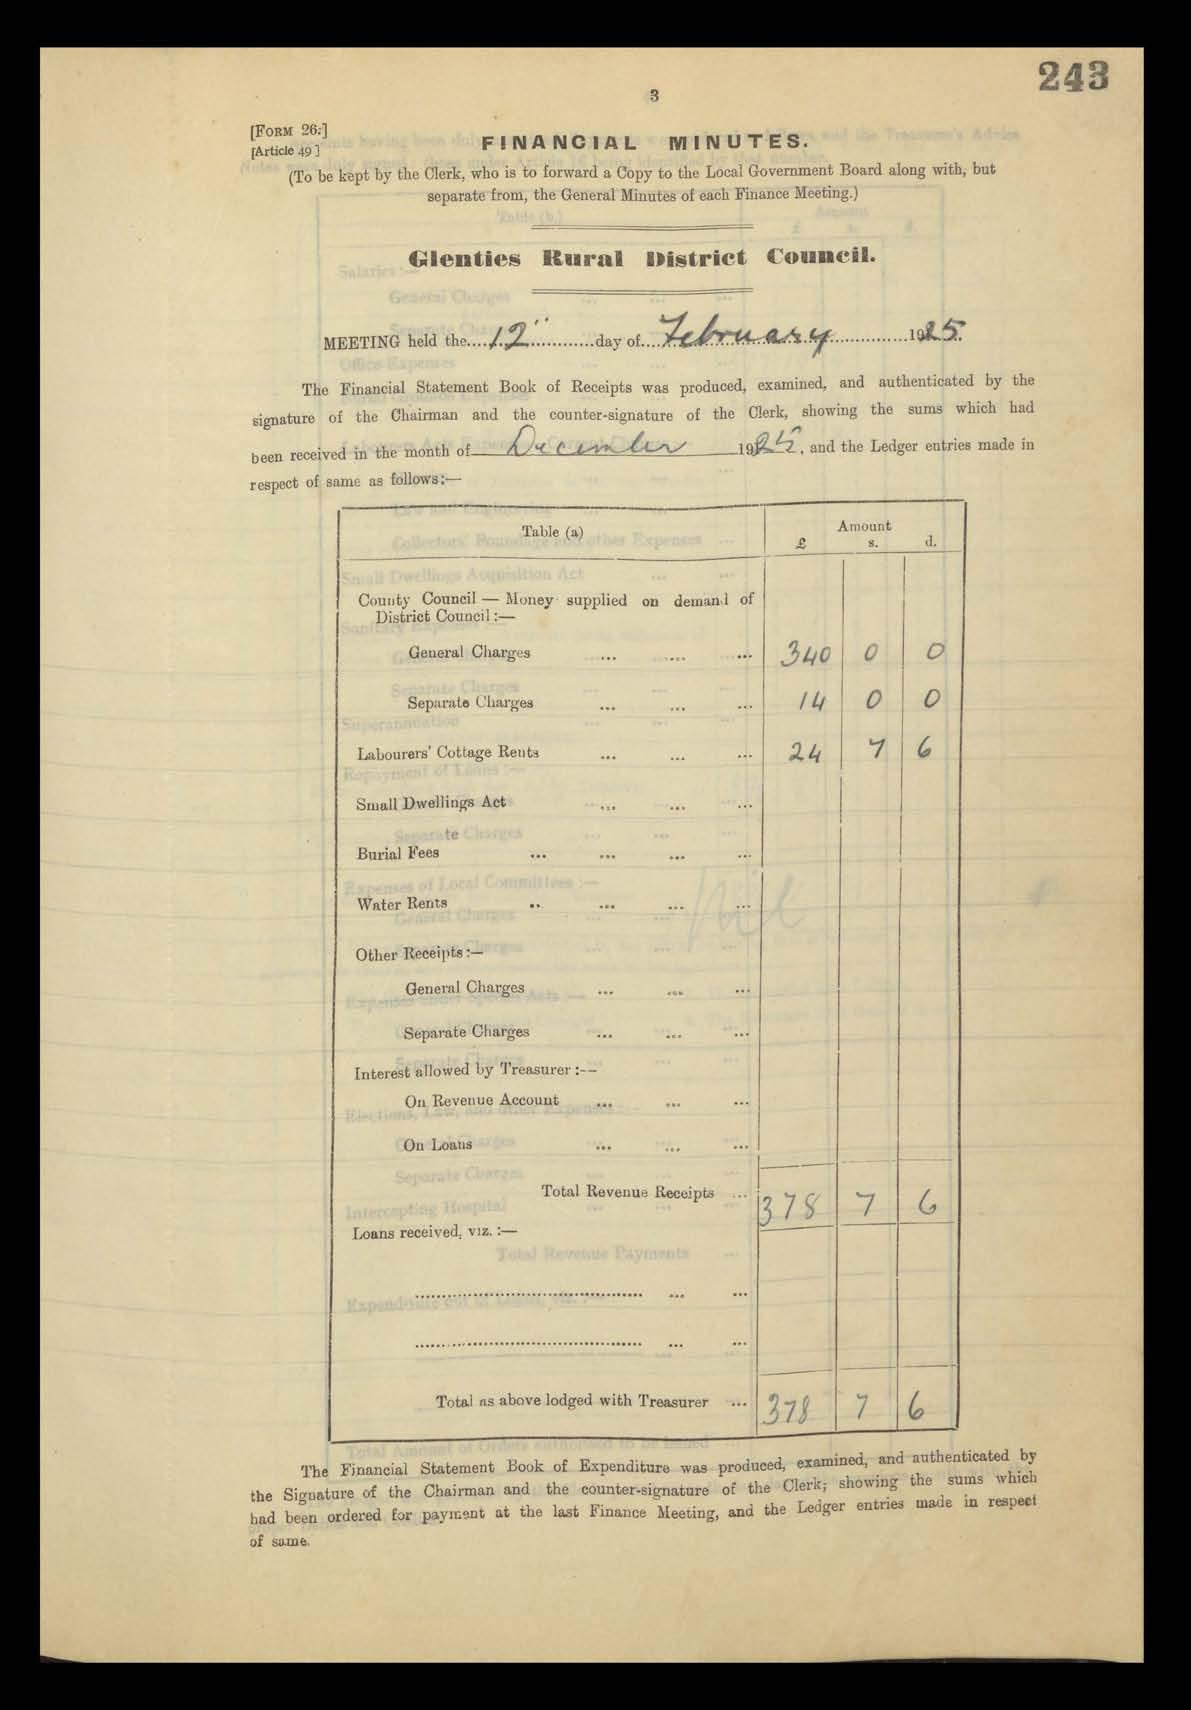 243
3
[FORM 26.]
[Article 49]
FINANCIAL MINUTES.
(To be kept by the Clerk, who is to forward a Copy to the Local Government Board along with, but
separate from, the General Minutes of each Finance Meeting.)
Glenties Rural District Council.
MEETING held the 12" day of February 1925.
The Financial Statement Book of Receipts was produced, examined, and authenticated by the
signature of the Chairman and the counter-signature of the Clerk, showing the sums which had
been received in the month of December 1925, and the Ledger entries made in
respect of same as follows:—
Table (a) Amount
£ s. d.
County Council — Money supplied on demand of
District Council:—
General Charges ... ... ... 340 0 0
Separate Charges ... ... ... 14 0 0
Labourers' Cottage Rents ... ... ... 24 7 6
Small Dwellings Act ... ... ...
Burial Fees ... ... ... ...
Water Rents .. ... ... ...
Other Receipts:—
General Charges ... ... ...
Separate Charges ... ... ...
Interest allowed by Treasurer:—
On Revenue Account ... ... ...
On Loans ... ... ...
Total Revenue Receipts ... 378 7 6
Loans received, viz.:—
... ...
... ...
Total as above lodged with Treasurer ... 378 7 6
The Financial Statement Book of Expenditure was produced, examined, and authenticated by
the Signature of the Chairman and the counter-signature of the Clerk, showing the sums which
had been ordered for payment at the last Finance Meeting, and the Ledger entries made in respect
of same.